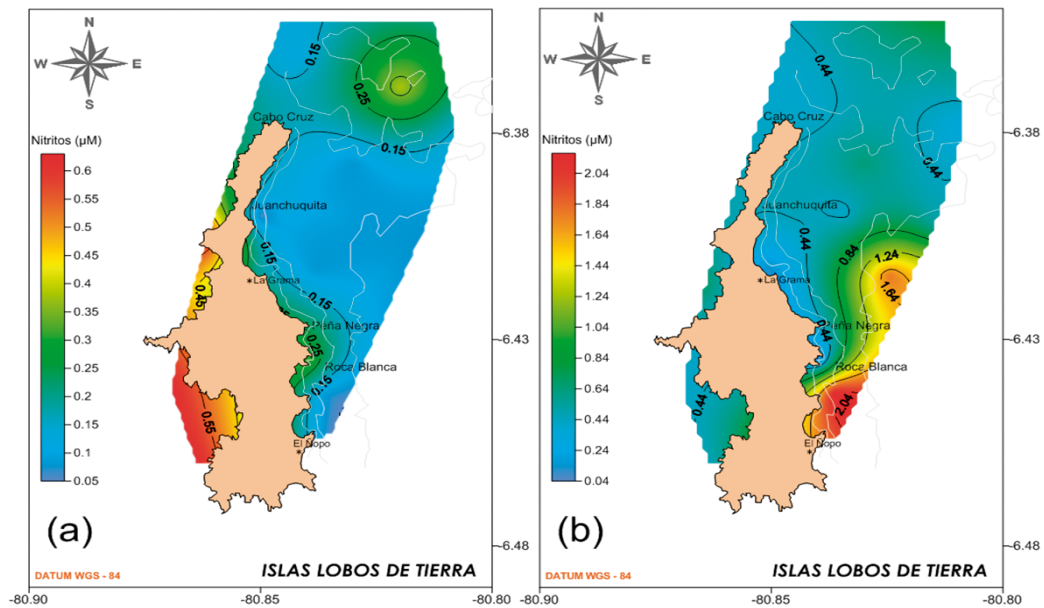 N
W E
S
Nitritos (µM)
0.6
0.55
0.5
0.45
0.4
0.35
0.3
0.25
0.2
0.15
0.1
0.05
0.15
0.25
Cabo Cruz
0.15
Lanchuquita
0.15
La Grama
0.45
0.15
Peña Negra
0.25
Roca Blanca
0.15
0.55
El Ñopo
(a)
ISLAS LOBOS DE TIERRA
DATUM WGS - 84
-6.38
-6.43
-6.48
-80.90
-80.85
-80.80
N
W E
S
Nitritos (µM)
2.04
1.84
1.64
1.44
1.24
1.04
0.84
0.64
0.44
0.24
0.04
0.44
Cabo Cruz
0.44
Lanchuquita
0.44
0.84
1.24
La Grama
1.64
Peña Negra
0.44
Roca Blanca
0.44
2.04
El Nopo
(b)
ISLAS LOBOS DE TIERRA
DATUM WGS - 84
-6.38
-6.43
-6.48
-80.90
-80.85
-80.80